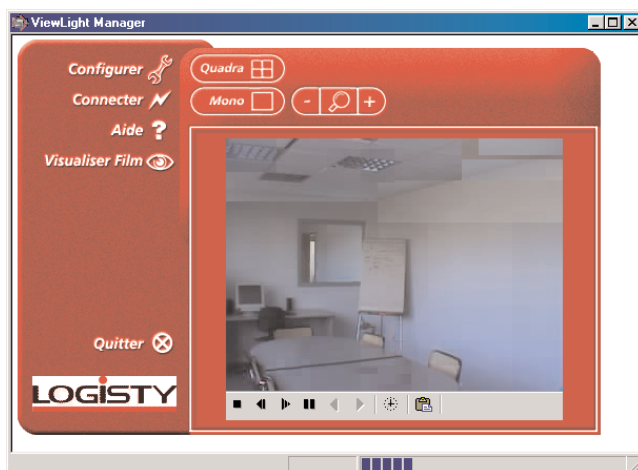 ViewLight Manager
Configurer
Connecter
Aide ?
Visualiser Film
Quitter
LOGISTY
Quadra
Mono
- +